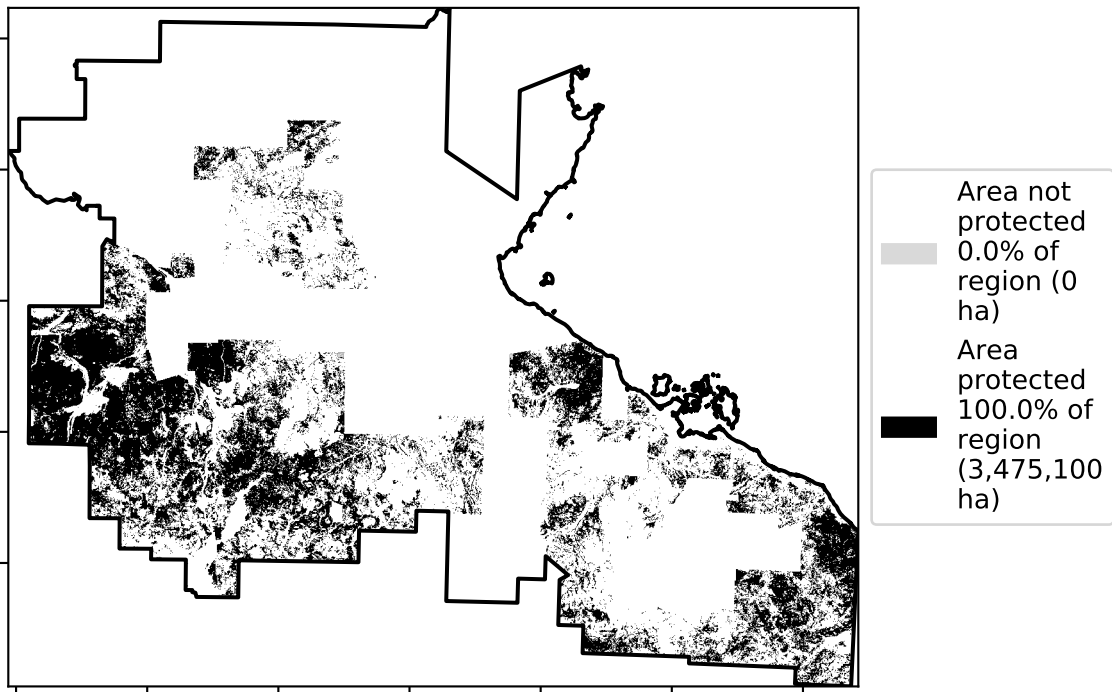 Area not
protected
0.0% of
region (0
ha)
Area
protected
100.0% of
region
(3,475,100
ha)